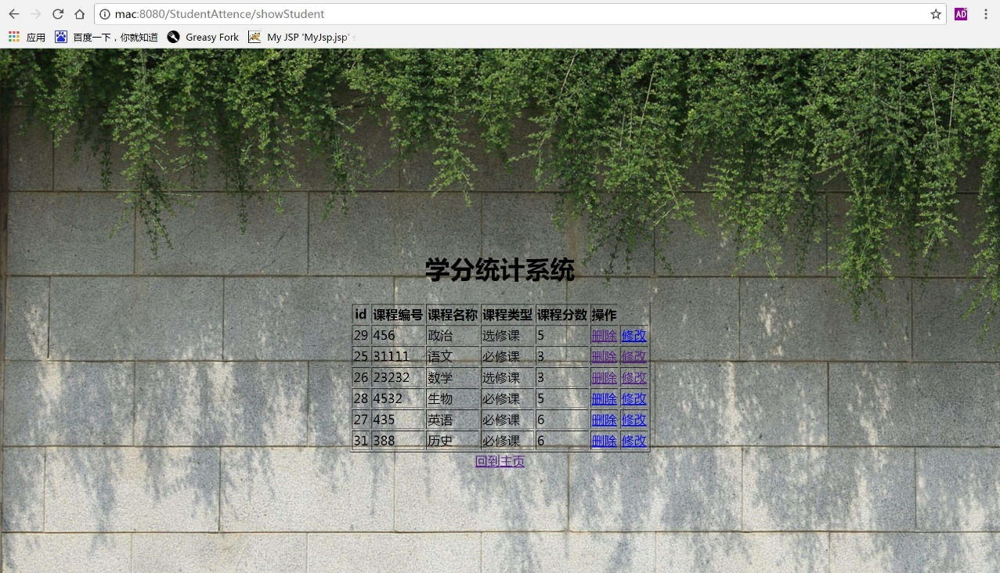 mac:8080/StudentAttence/showStudent
AD
应用 百度一下，你就知道 Greasy Fork My JSP 'MyJsp.jsp' s
学分统计系统
id 课程编号 课程名称 课程类型 课程分数 操作
29 456 政治 选修课 5 删除 修改
25 31111 语文 必修课 3 删除 修改
26 23232 数学 选修课 3 删除 修改
28 4532 生物 必修课 5 删除 修改
27 435 英语 必修课 6 删除 修改
31 388 历史 必修课 6 删除 修改
回到主页